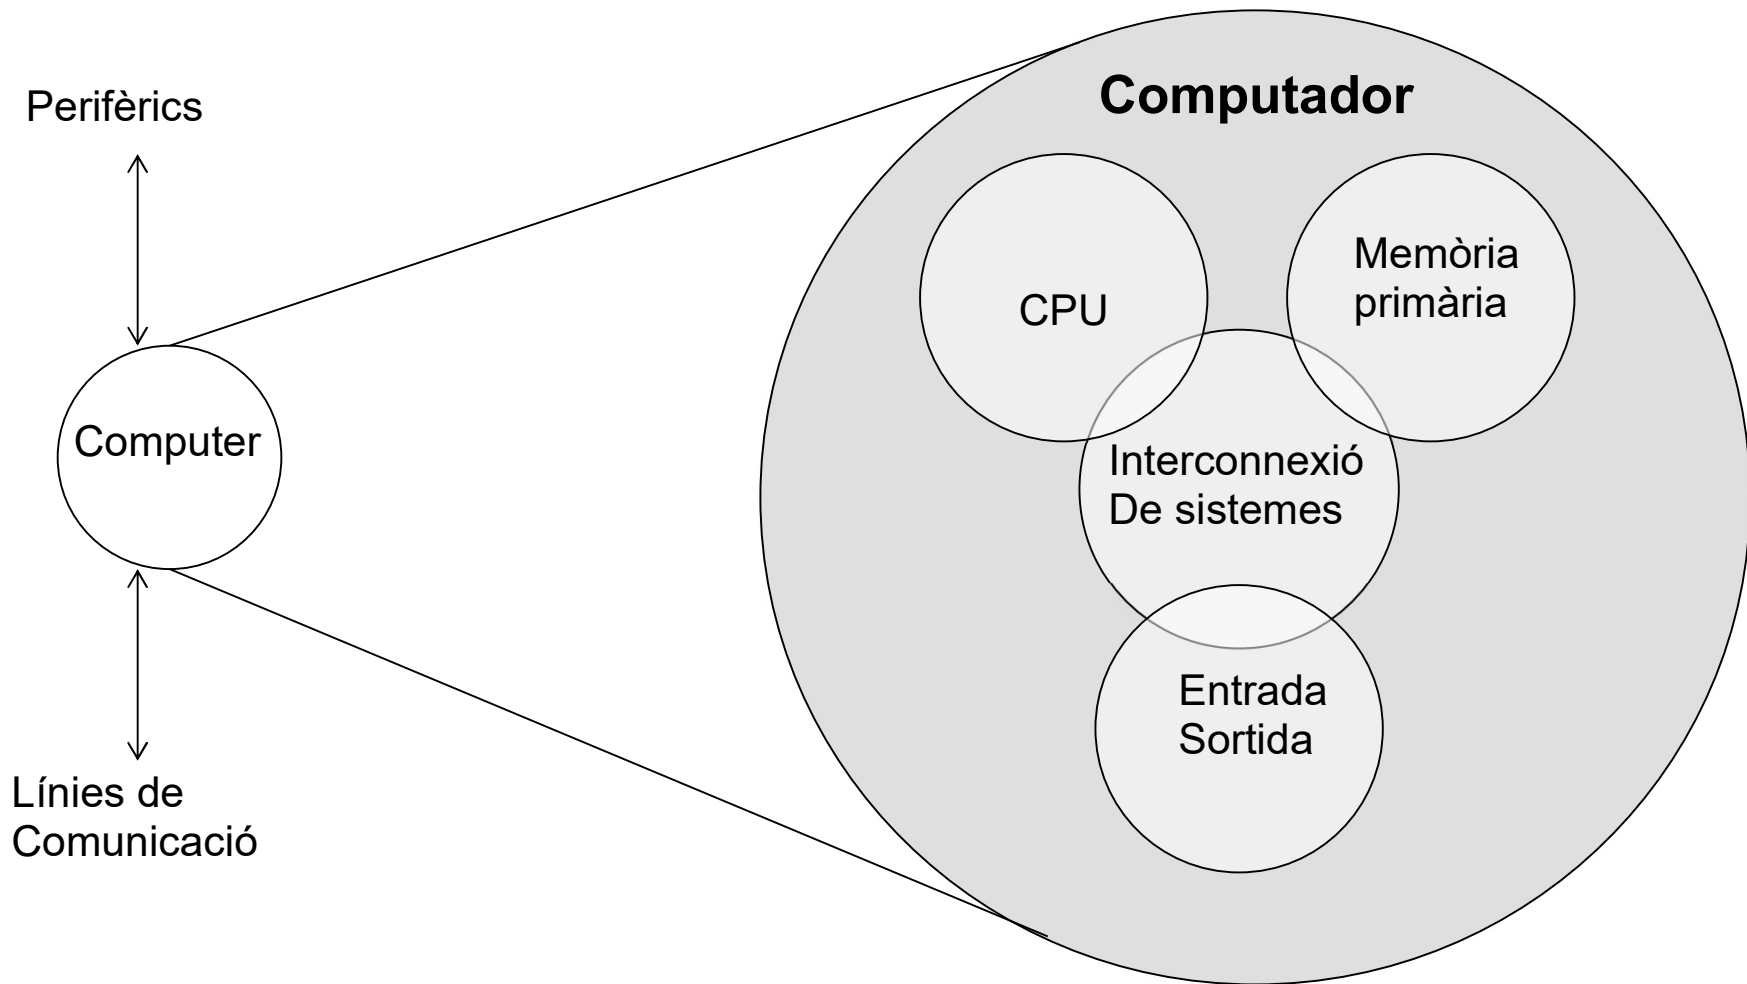 Perifèrics
Computer
Línies de
Comunicació
Computador
CPU
Memòria
primària
Interconnexió
De sistemes
Entrada
Sortida